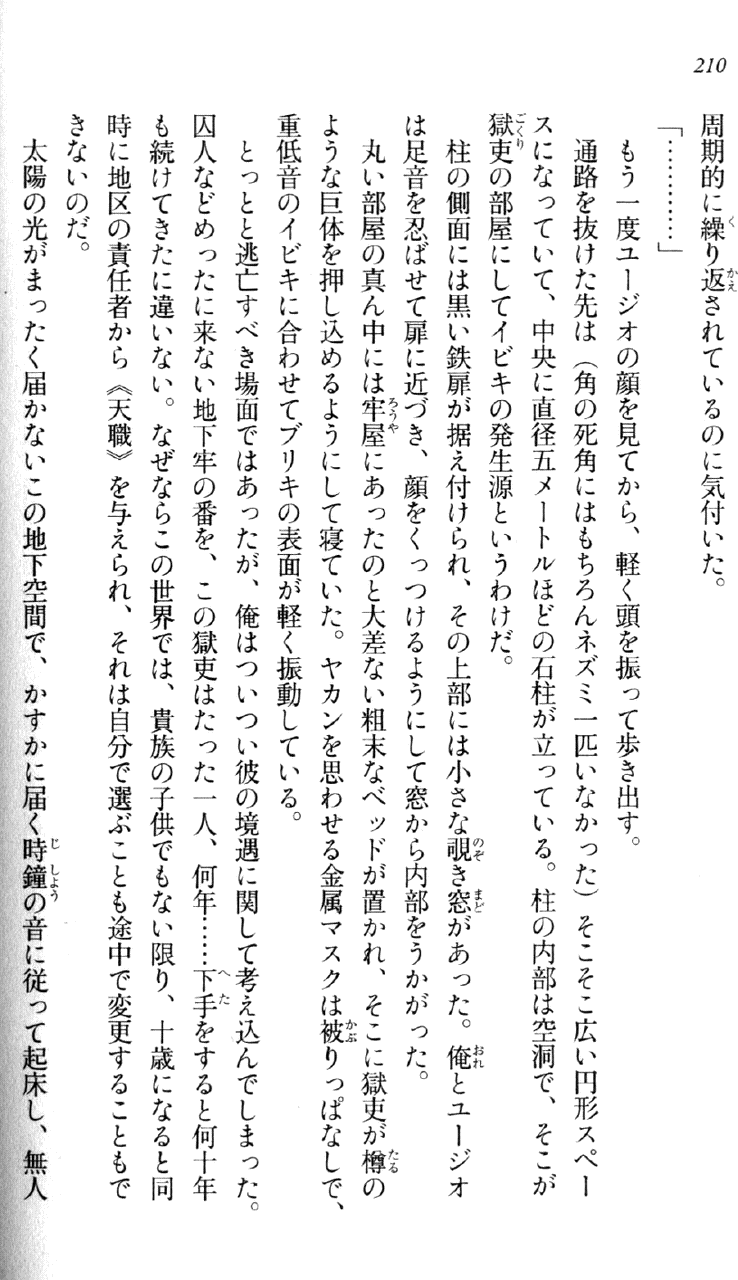 210
周期的に繰り返されているのに気付いた。
「…………」
もう一度ユージオの顔を見てから、軽く頭を振って歩き出す。
通路を抜けた先は（角の死角にはもちろんネズミ一匹いなかった）そこそこ広い円形スペー
スになっていて、中央に直径五メートルほどの石柱が立っている。柱の内部は空洞で、そこが
獄吏の部屋にしてイビキの発生源というわけだ。
柱の側面には黒い鉄扉が据え付けられ、その上部には小さな覗き窓があった。俺とユージオ
は足音を忍ばせて扉に近づき、顔をくっつけるようにして窓から内部をうかがった。
丸い部屋の真ん中には牢屋にあったのと大差ない粗末なベッドが置かれ、そこに獄吏が樽の
ような巨体を押し込めるようにして寝ていた。ヤカンを思わせる金属マスクは被りっぱなしで、
重低音のイビキに合わせてブリキの表面が軽く振動している。
とっとと逃亡すべき場面ではあったが、俺はついつい彼の境遇に関して考え込んでしまった。
囚人などめったに来ない地下牢の番を、この獄吏はたった一人、何年……下手をすると何十年
も続けてきたに違いない。なぜならこの世界では、貴族の子供でもない限り、十歳になると同
時に地区の責任者から《天職》を与えられ、それは自分で選ぶことも途中で変更することもで
きないのだ。
太陽の光がまったく届かないこの地下空間で、かすかに届く時鐘の音に従って起床し、無人